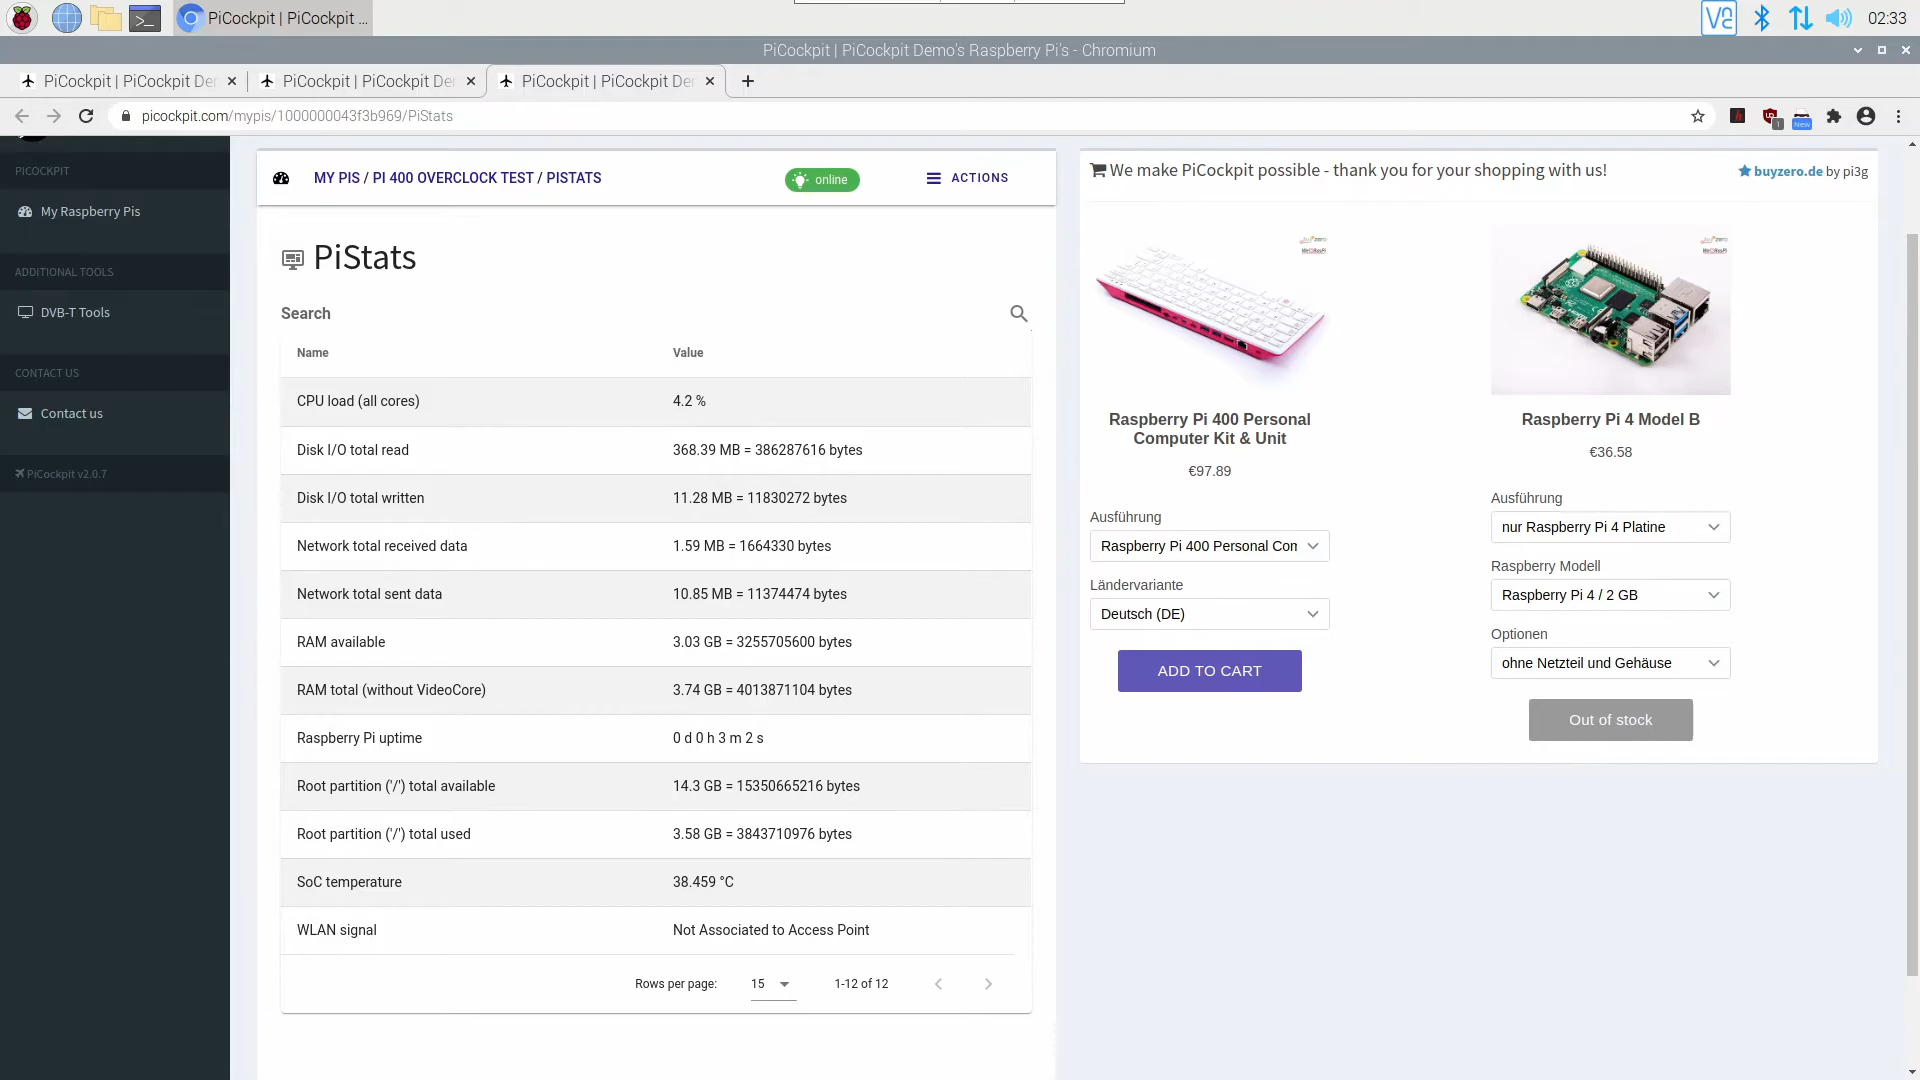 PiCockpit | PiCockpit ...
02:33
PiCockpit | PiCockpit Demo's Raspberry Pi's - Chromium
PiCockpit | PiCockpit De
PiCockpit | PiCockpit De
PiCockpit | PiCockpit De
picockpit.com/mypis/1000000043f3b969/PiStats
1
New
PICOCKPIT
My Raspberry Pis
ADDITIONAL TOOLS
DVB-T Tools
CONTACT US
Contact us
PiCockpit v2.0.7
MY PIS / PI 400 OVERCLOCK TEST / PISTATS
online
ACTIONS
PiStats
Search
Name Value
CPU load (all cores) 4.2 %
Disk I/O total read 368.39 MB = 386287616 bytes
Disk I/O total written 11.28 MB = 11830272 bytes
Network total received data 1.59 MB = 1664330 bytes
Network total sent data 10.85 MB = 11374474 bytes
RAM available 3.03 GB = 3255705600 bytes
RAM total (without VideoCore) 3.74 GB = 4013871104 bytes
Raspberry Pi uptime 0 d 0 h 3 m 2 s
Root partition ('/') total available 14.3 GB = 15350665216 bytes
Root partition ('/') total used 3.58 GB = 3843710976 bytes
SoC temperature 38.459 °C
WLAN signal Not Associated to Access Point
Rows per page: 15 1-12 of 12
We make PiCockpit possible - thank you for your shopping with us!
buyzero.de by pi3g
Raspberry Pi 400 Personal
Computer Kit & Unit
€97.89
Ausführung
Raspberry Pi 400 Personal Com
Ländervariante
Deutsch (DE)
ADD TO CART
Raspberry Pi 4 Model B
€36.58
Ausführung
nur Raspberry Pi 4 Platine
Raspberry Modell
Raspberry Pi 4 / 2 GB
Optionen
ohne Netzteil und Gehäuse
Out of stock